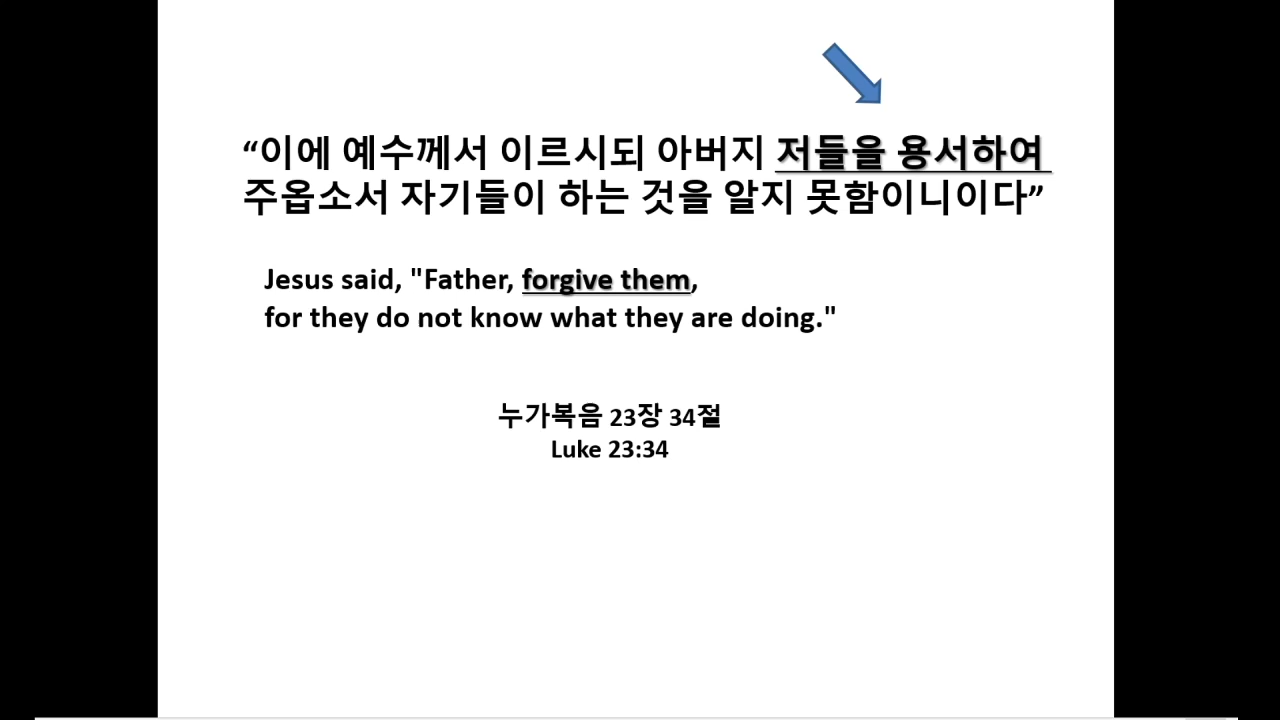 “이에 예수께서 이르시되 아버지 저들을 용서하여
주옵소서 자기들이 하는 것을 알지 못함이니이다”
Jesus said, "Father, forgive them,
for they do not know what they are doing."
누가복음 23장 34절
Luke 23:34